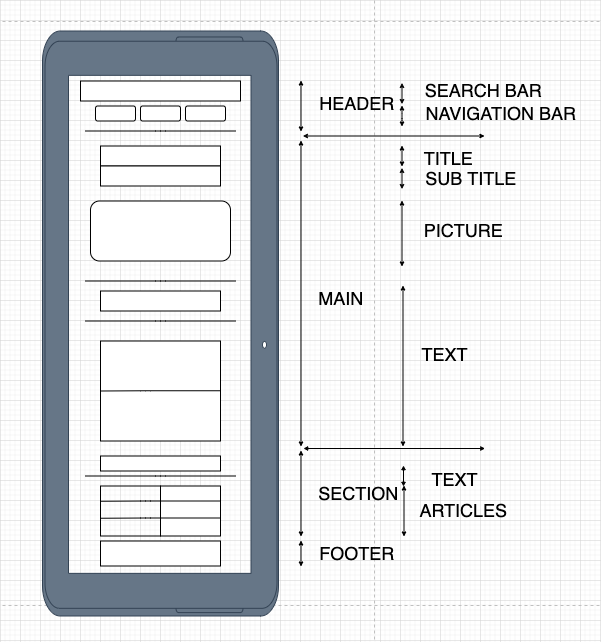 HEADER
SEARCH BAR
NAVIGATION BAR
TITLE
SUB TITLE
PICTURE
MAIN
TEXT
SECTION
TEXT
ARTICLES
FOOTER